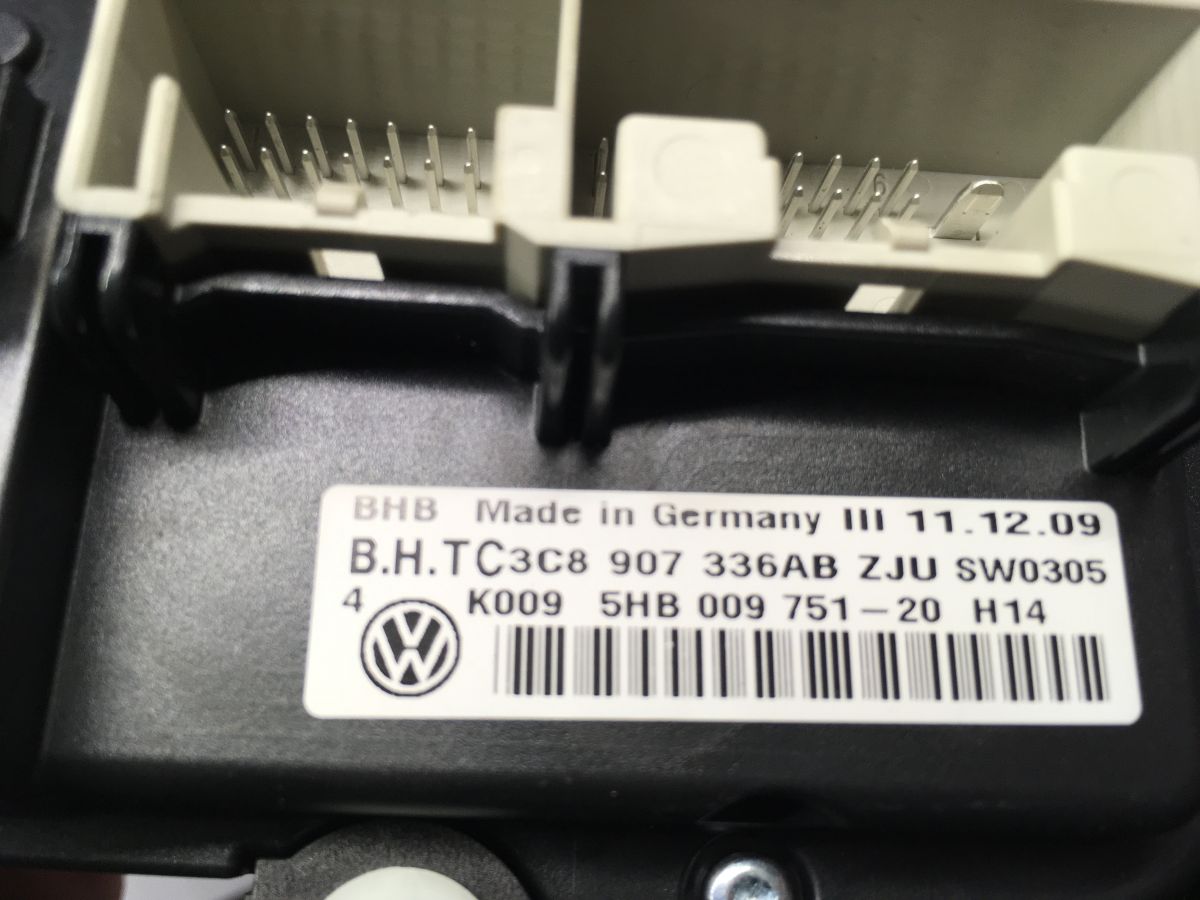 BHB Made in Germany III 11.12.09
B.H.TC3C8 907 336AB ZJU SW0305
4 K009 5HB 009 751-20 H14